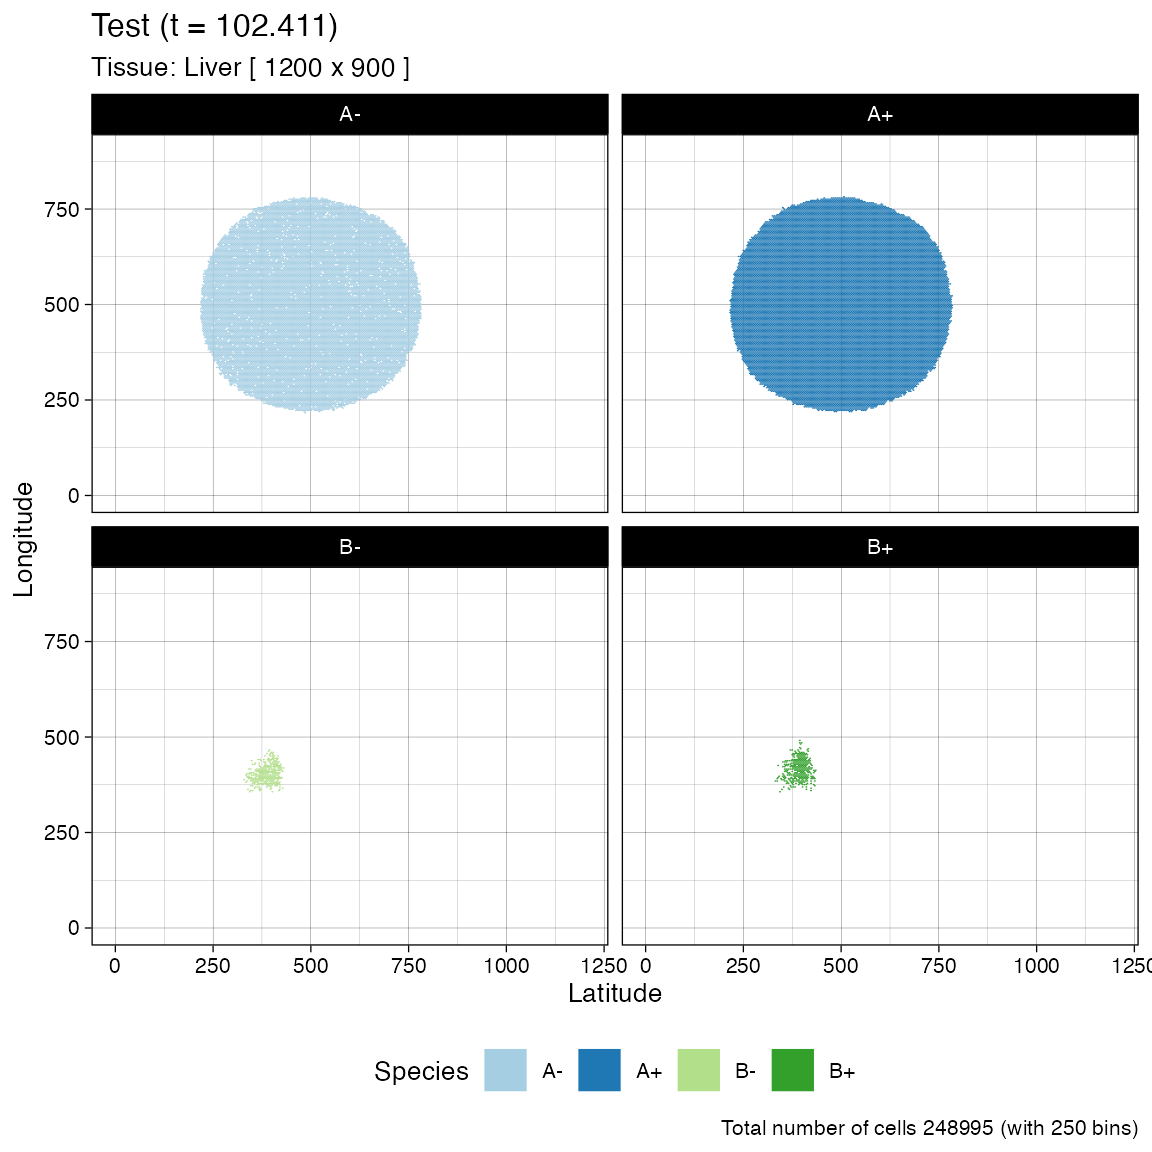 Test (t = 102.411)
Tissue: Liver [ 1200 x 900 ]
A-
A+
750
500
250
0
B-
B+
750
500
250
0
Longitude
0 250 500 750 1000 1250
0 250 500 750 1000 1250
Latitude
Species A- A+ B- B+
Total number of cells 248995 (with 250 bins)